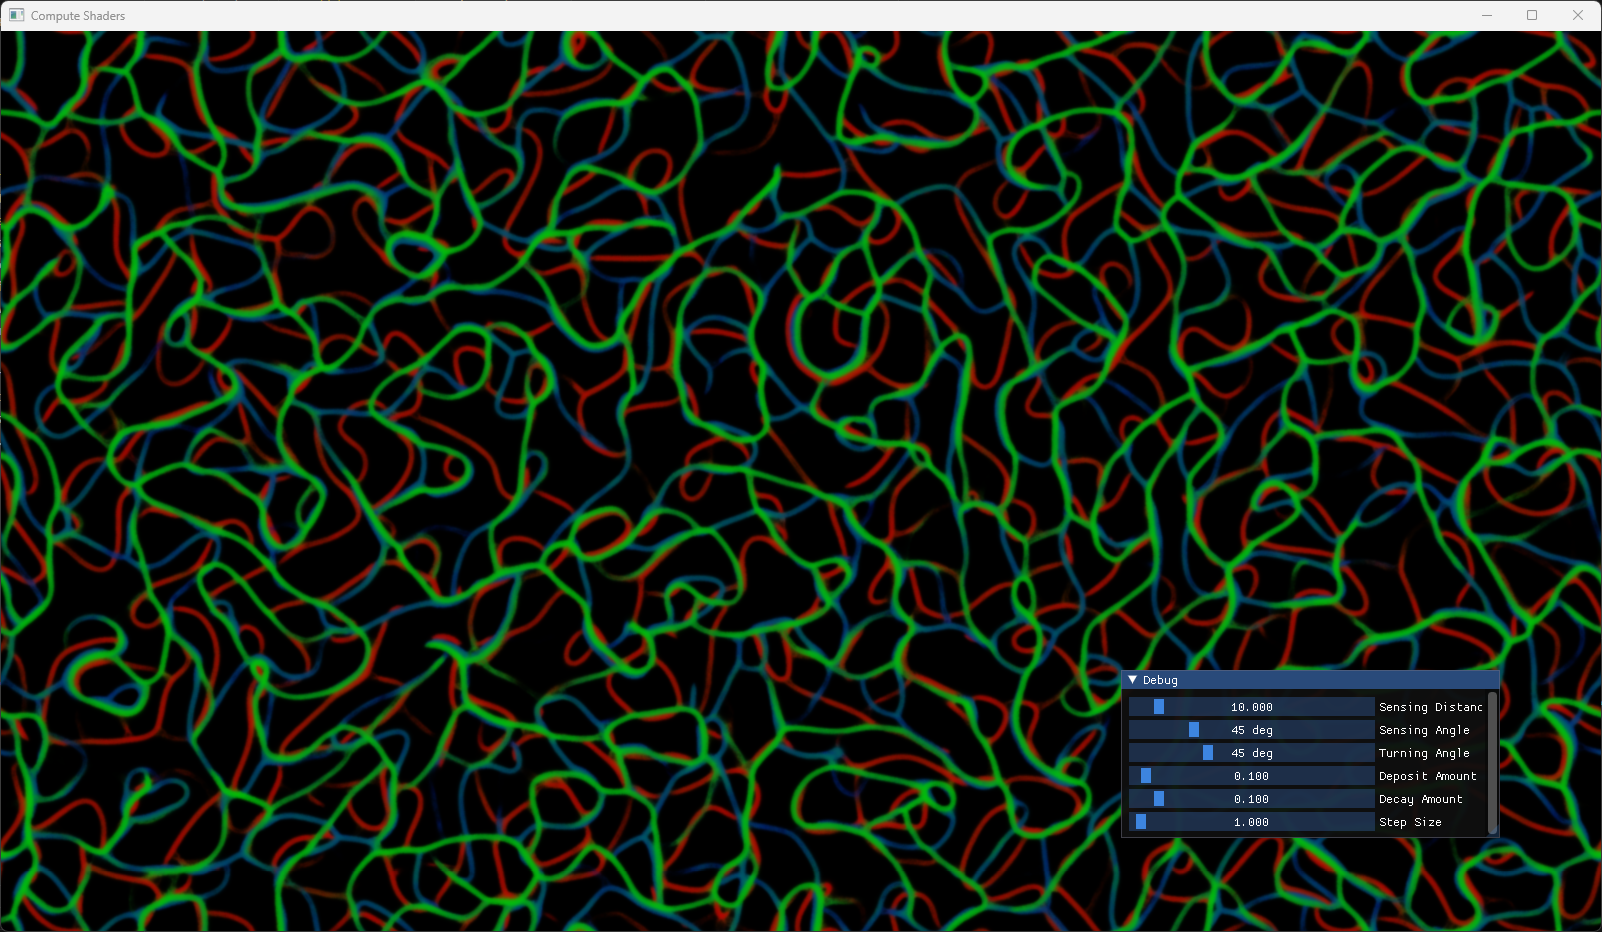 Compute Shaders
Debug
10.000 Sensing Distanc
45 deg Sensing Angle
45 deg Turning Angle
0.100 Deposit Amount
0.100 Decay Amount
1.000 Step Size